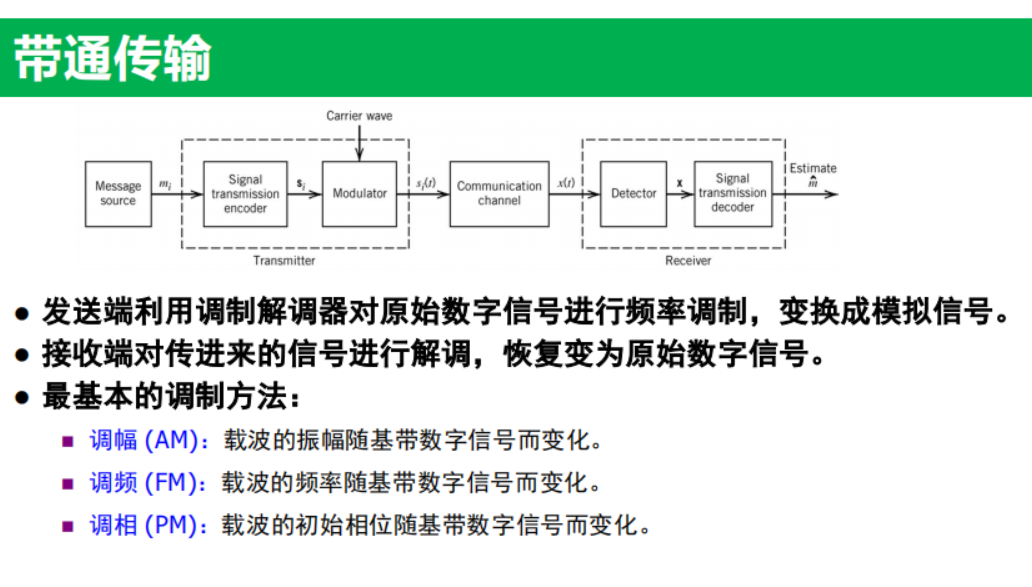 带通传输
Carrier wave
Message
source
mᵢ
Signal
transmission
encoder
sᵢ
Modulator
sᵢ(t)
Communication
channel
x(t)
Detector
x
Signal
transmission
decoder
Estimate
m̂
Transmitter
Receiver
● 发送端利用调制解调器对原始数字信号进行频率调制，变换成模拟信号。
● 接收端对传进来的信号进行解调，恢复变为原始数字信号。
● 最基本的调制方法：
■ 调幅 (AM)：载波的振幅随基带数字信号而变化。
■ 调频 (FM)：载波的频率随基带数字信号而变化。
■ 调相 (PM)：载波的初始相位随基带数字信号而变化。